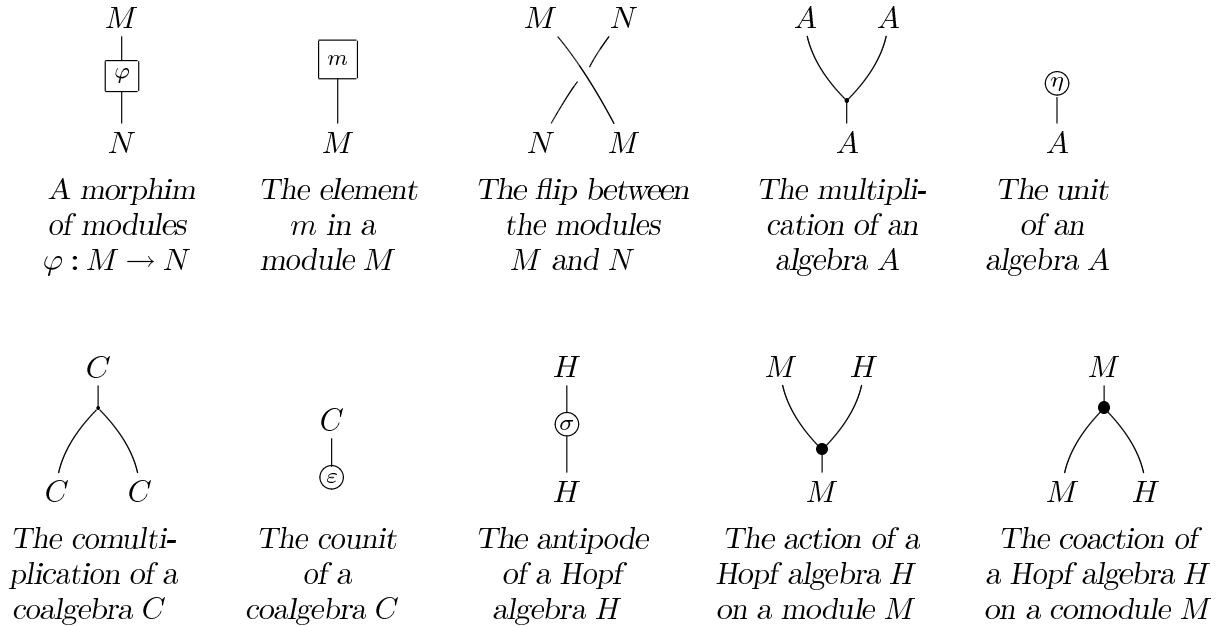 M M N A A
φ m η
N M N M A A
A morphim The element The flip between The multipli- The unit
of modules m in a the modules cation of an of an
φ : M → N module M M and N algebra A algebra A
C H M H M
C σ
ε
C C H M M H
The comulti- The counit The antipode The action of a The coaction of
plication of a of a of a Hopf Hopf algebra H a Hopf algebra H
coalgebra C coalgebra C algebra H on a module M on a comodule M